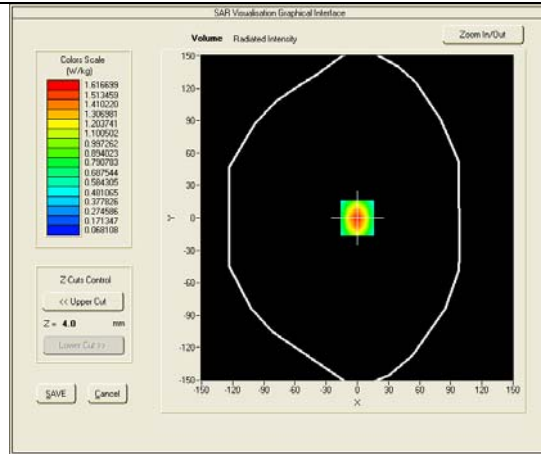 SAR Visualisation Graphical Interface
Volume Radiated Intensity
Zoom In/Out
Colors Scale
(W/kg)
1.616699
1.513459
1.410220
1.306981
1.203741
1.100502
0.997262
0.894023
0.790783
0.687544
0.584305
0.481065
0.377826
0.274586
0.171347
0.068108
Z Cuts Control
<< Upper Cut
Z = 4.0 mm
Lower Cut >>
SAVE Cancel
150
120
90
60
30
0
-30
-60
-90
-120
-150
Y
-150 -120 -90 -60 -30 0 30 60 90 120 150
X